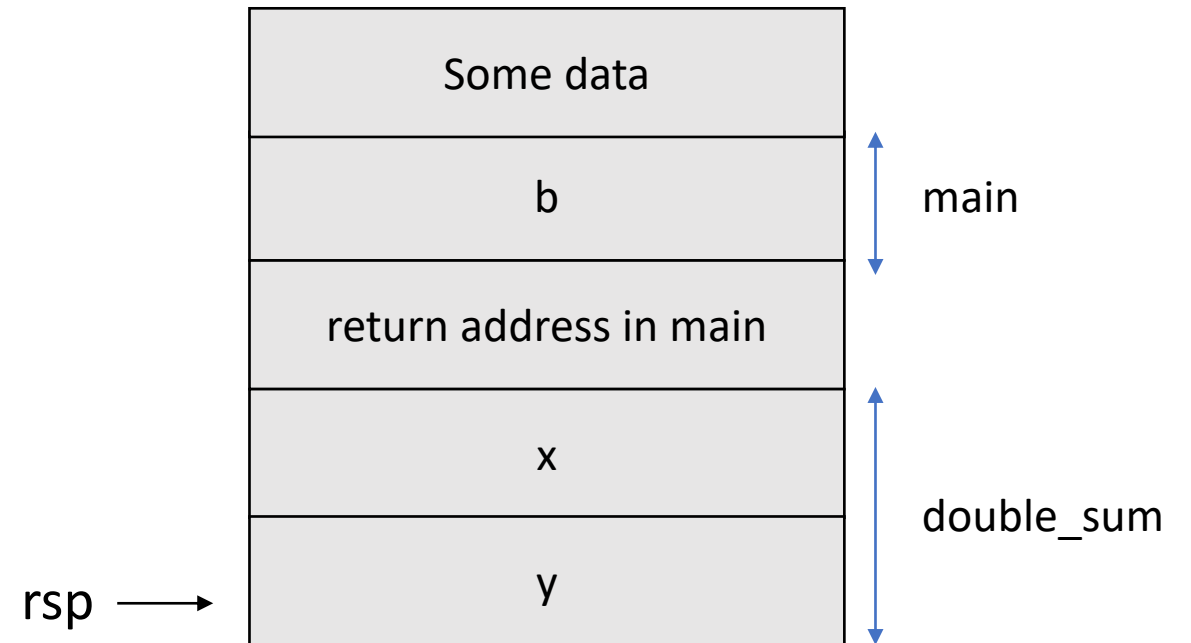 Some data
b
main
return address in main
x
double_sum
y
rsp